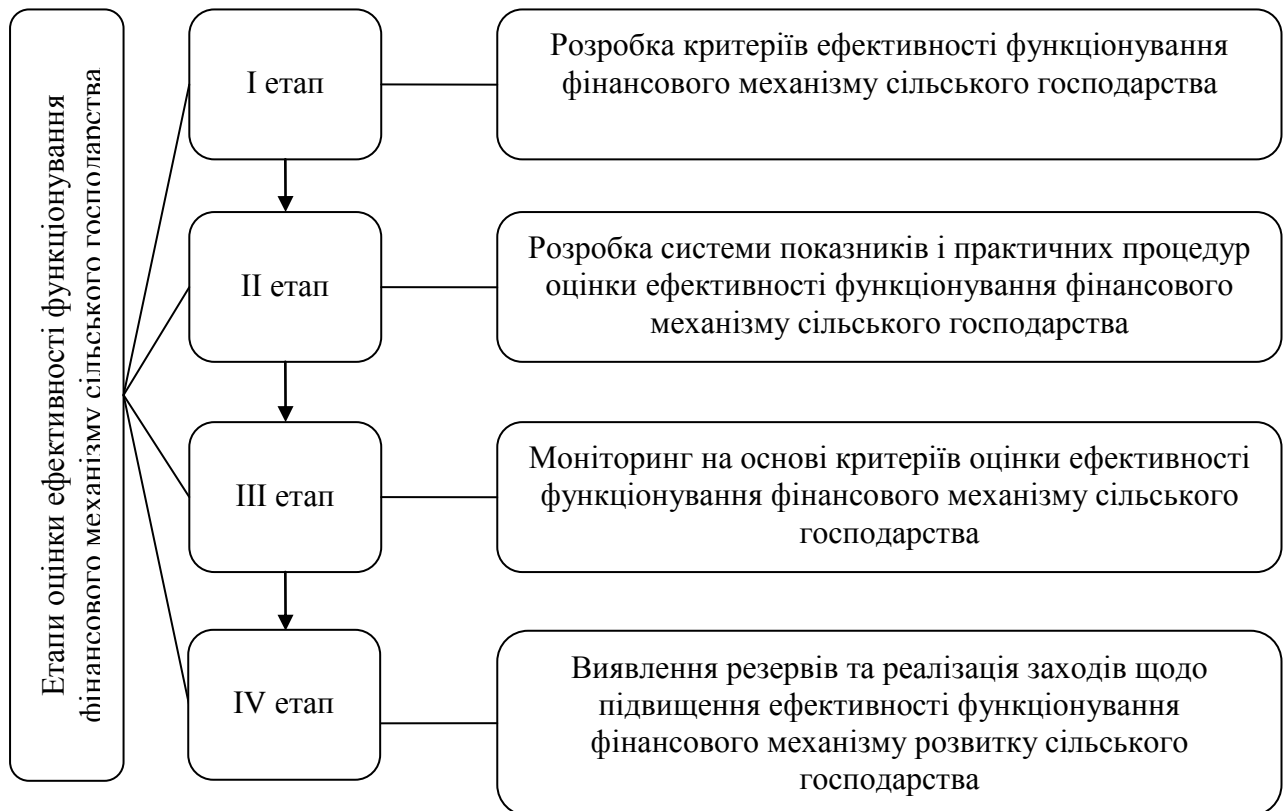 Етапи оцінки ефективності функціонування
фінансового механізму сільського господарства
I етап
Розробка критеріїв ефективності функціонування
фінансового механізму сільського господарства
II етап
Розробка системи показників і практичних процедур
оцінки ефективності функціонування фінансового
механізму сільського господарства
III етап
Моніторинг на основі критеріїв оцінки ефективності
функціонування фінансового механізму сільського
господарства
IV етап
Виявлення резервів та реалізація заходів щодо
підвищення ефективності функціонування
фінансового механізму розвитку сільського
господарства